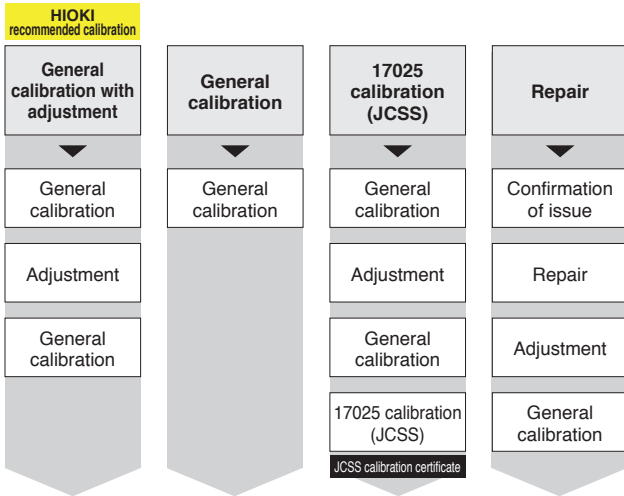 HIOKI
recommended calibration
General
calibration with
adjustment
General
calibration
Adjustment
General
calibration
General
calibration
General
calibration
17025
calibration
(JCSS)
General
calibration
Adjustment
General
calibration
17025 calibration
(JCSS)
JCSS calibration certificate
Repair
Confirmation
of issue
Repair
Adjustment
General
calibration